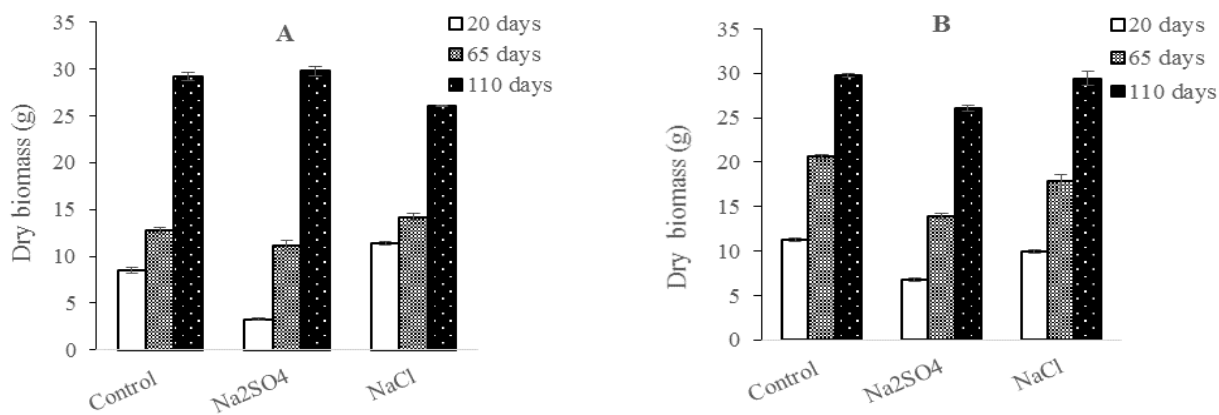 A
Dry biomass (g)
35
30
25
20
15
10
5
0
Control
Na2SO4
NaCl
20 days
65 days
110 days
B
Dry biomass (g)
35
30
25
20
15
10
5
0
Control
Na2SO4
NaCl
20 days
65 days
110 days